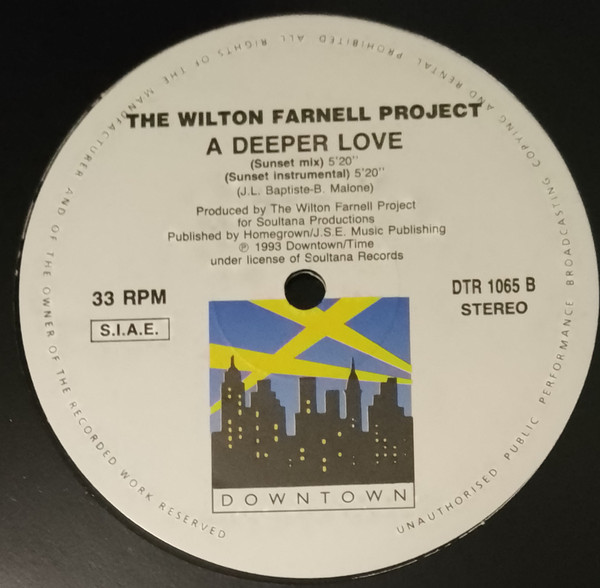 THE WILTON FARNELL PROJECT
A DEEPER LOVE
(Sunset mix) 5'20"
(Sunset instrumental) 5'20"
(J.L. Baptiste-B. Malone)
Produced by The Wilton Farnell Project
for Soultana Productions
Published by Homegrown/J.S.E. Music Publishing
℗ 1993 Downtown/Time
under license of Soultana Records
33 RPM
S.I.A.E.
DTR 1065 B
STEREO
DOWNTOWN
ALL RIGHTS OF THE MANUFACTURER AND OF THE OWNER OF THE RECORDED WORK RESERVED
UNAUTHORISED PUBLIC PERFORMANCE BROADCASTING COPYING AND RENTAL PROHIBITED